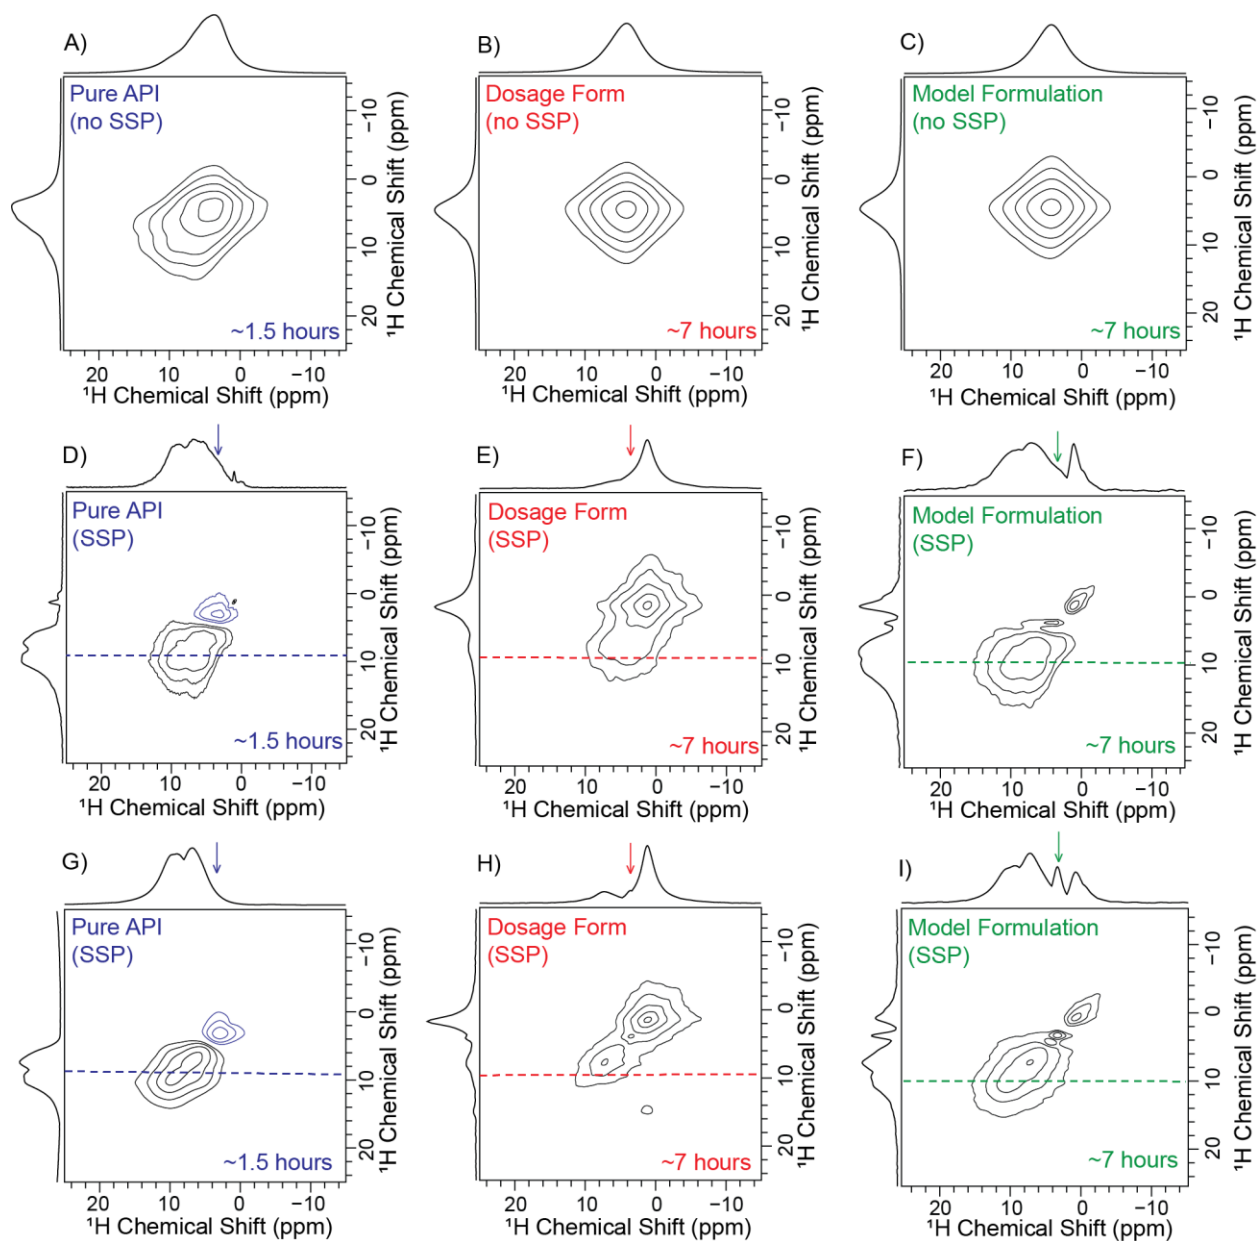 A)
Pure API
(no SSP)
~1.5 hours
-10
0
10
20
¹H Chemical Shift (ppm)
20 10 0 -10
¹H Chemical Shift (ppm)
B)
Dosage Form
(no SSP)
~7 hours
-10
0
10
20
¹H Chemical Shift (ppm)
20 10 0 -10
¹H Chemical Shift (ppm)
C)
Model Formulation
(no SSP)
~7 hours
-10
0
10
20
¹H Chemical Shift (ppm)
20 10 0 -10
¹H Chemical Shift (ppm)
D)
Pure API
(SSP)
~1.5 hours
-10
0
10
20
¹H Chemical Shift (ppm)
20 10 0 -10
¹H Chemical Shift (ppm)
E)
Dosage Form
(SSP)
~7 hours
-10
0
10
20
¹H Chemical Shift (ppm)
20 10 0 -10
¹H Chemical Shift (ppm)
F)
Model Formulation
(SSP)
~7 hours
-10
0
10
20
¹H Chemical Shift (ppm)
20 10 0 -10
¹H Chemical Shift (ppm)
G)
Pure API
(SSP)
~1.5 hours
-10
0
10
20
¹H Chemical Shift (ppm)
20 10 0 -10
¹H Chemical Shift (ppm)
H)
Dosage Form
(SSP)
~7 hours
-10
0
10
20
¹H Chemical Shift (ppm)
20 10 0 -10
¹H Chemical Shift (ppm)
I)
Model Formulation
(SSP)
~7 hours
-10
0
10
20
¹H Chemical Shift (ppm)
20 10 0 -10
¹H Chemical Shift (ppm)